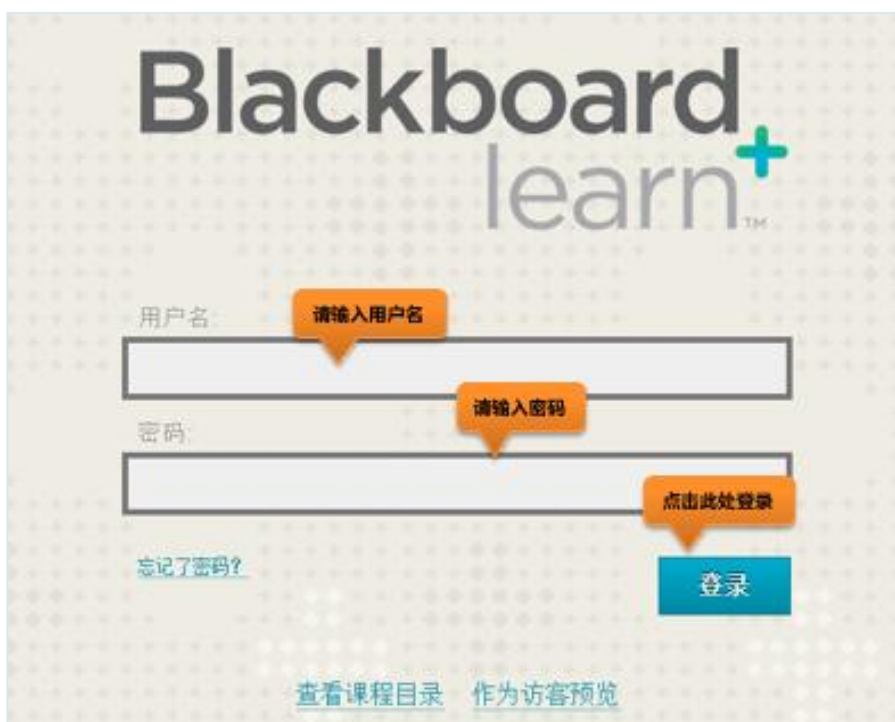 Blackboard
learn+™
用户名:
请输入用户名
请输入密码
密码:
点击此处登录
忘记了密码?
登录
查看课程目录 作为访客预览